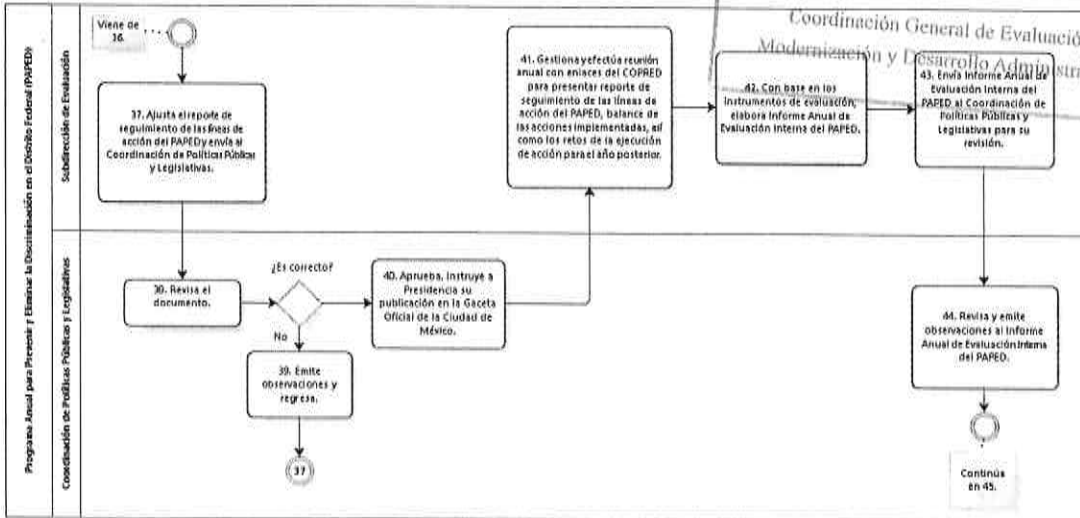 Coordinación General de Evaluació
Modernización y Desarrollo Administr
Programa Anual para Prevenir y Eliminar la Discriminación en el Distrito Federal (PAPED)
Subdirección de Evaluación
Viene de
36.
37. Ajusta el reporte de
seguimiento de las líneas de
acción del PAPED y envía al
Coordinación de Políticas Públicas
y Legislativas.
41. Gestiona y efectúa reunión
anual con enlaces del COPRED
para presentar reporte de
seguimiento de las líneas de
acción del PAPED, balance de
las acciones implementadas, así
como los retos de la ejecución
de acción para el año posterior.
42. Con base en los
instrumentos de evaluación,
elabora Informe Anual de
Evaluación Interna del PAPED.
43. Envía Informe Anual de
Evaluación Interna del
PAPED al Coordinación de
Políticas Públicas y
Legislativas para su
revisión.
Coordinación de Políticas Públicas y Legislativas
38. Revisa el
documento.
¿Es correcto?
No
39. Emite
observaciones y
regresa.
37
40. Aprueba, instruye a
Presidencia su
publicación en la Gaceta
Oficial de la Ciudad de
México.
44. Revisa y emite
observaciones al Informe
Anual de Evaluación Interna
del PAPED.
Continúa
en 45.